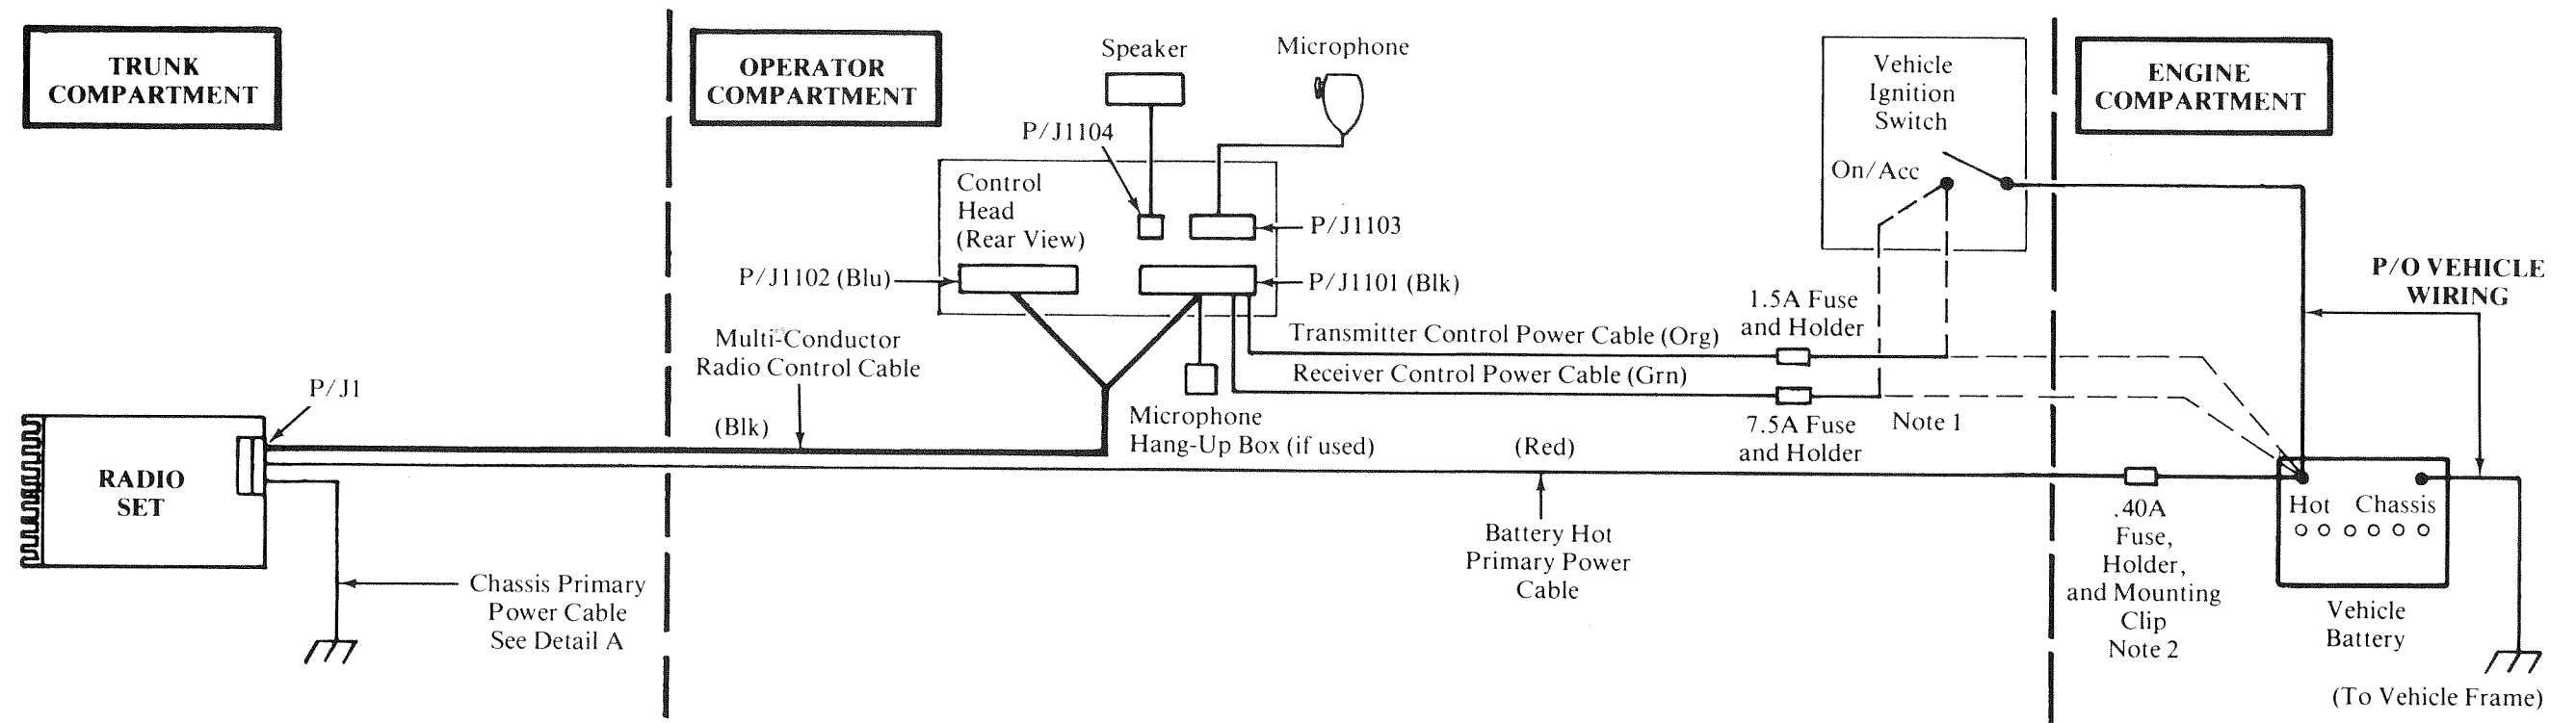 TRUNK
COMPARTMENT
OPERATOR
COMPARTMENT
Speaker
Microphone
P/J1104
Control
Head
(Rear View)
P/J1103
P/J1102 (Blu)
P/J1101 (Blk)
Vehicle
Ignition
Switch
On/Acc
ENGINE
COMPARTMENT
P/O VEHICLE
WIRING
1.5A Fuse
and Holder
Transmitter Control Power Cable (Org)
Receiver Control Power Cable (Grn)
7.5A Fuse
and Holder
Note 1
Multi-Conductor
Radio Control Cable
(Blk)
Microphone
Hang-Up Box (if used)
(Red)
P/J1
RADIO
SET
Chassis Primary
Power Cable
See Detail A
Battery Hot
Primary Power
Cable
.40A
Fuse,
Holder,
and Mounting
Clip
Note 2
Hot Chassis
Vehicle
Battery
(To Vehicle Frame)